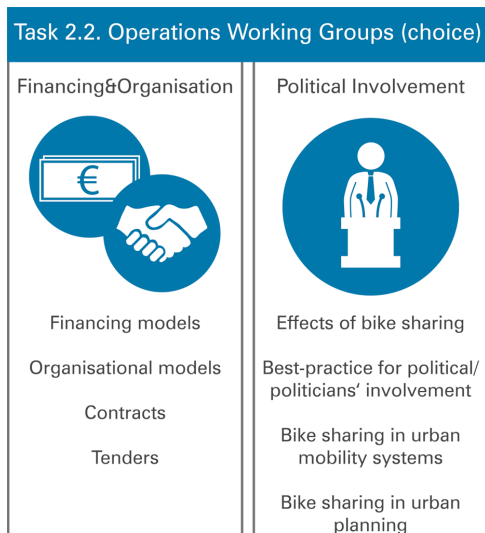 Task 2.2. Operations Working Groups (choice)
Financing&Organisation
€
Financing models
Organisational models
Contracts
Tenders
Political Involvement
Effects of bike sharing
Best-practice for political/
politicians‘ involvement
Bike sharing in urban
mobility systems
Bike sharing in urban
planning